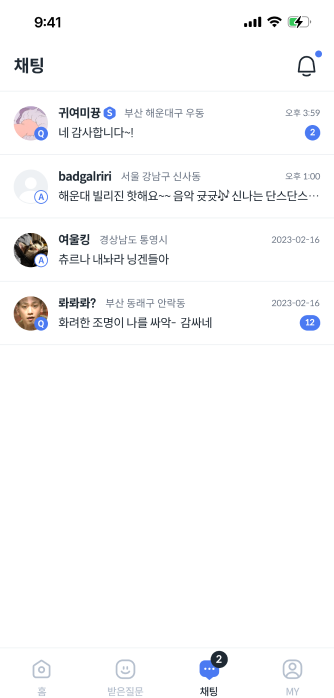 9:41
채팅
귀여미뀽 S 부산 해운대구 우동 오후 3:59
Q 네 감사합니다~! 2
badgalriri 서울 강남구 신사동 오후 1:00
A 해운대 빌리진 핫해요~~ 음악 긎긎🎶 신나는 단스단스…
여울킹 경상남도 통영시 2023-02-16
A 츄르나 내놔라 닝겐들아
롸롸롸? 부산 동래구 안락동 2023-02-16
Q 화려한 조명이 나를 싸악- 감싸네 12
2
홈 받은질문 채팅 MY